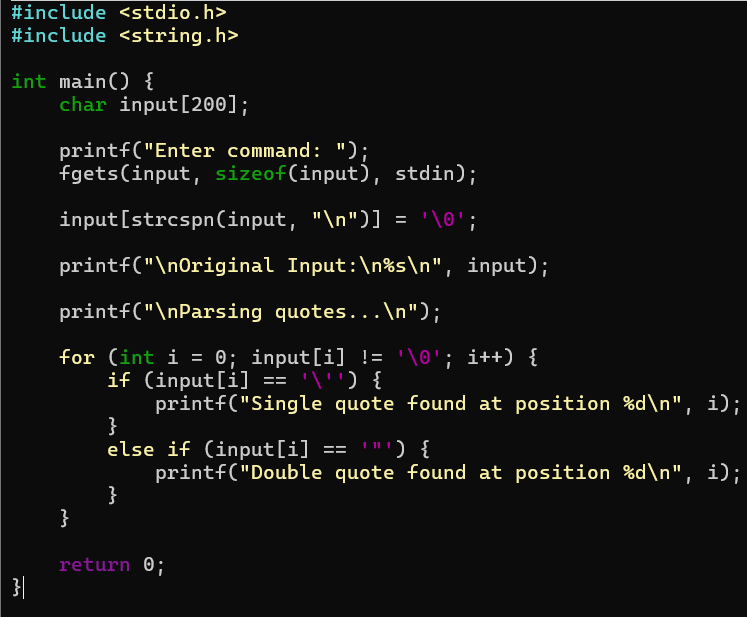 #include <stdio.h>
#include <string.h>

int main() {
    char input[200];

    printf("Enter command: ");
    fgets(input, sizeof(input), stdin);

    input[strcspn(input, "\n")] = '\0';

    printf("\nOriginal Input:\n%s\n", input);

    printf("\nParsing quotes...\n");

    for (int i = 0; input[i] != '\0'; i++) {
        if (input[i] == '\'') {
            printf("Single quote found at position %d\n", i);
        }
        else if (input[i] == '"') {
            printf("Double quote found at position %d\n", i);
        }
    }

    return 0;
}